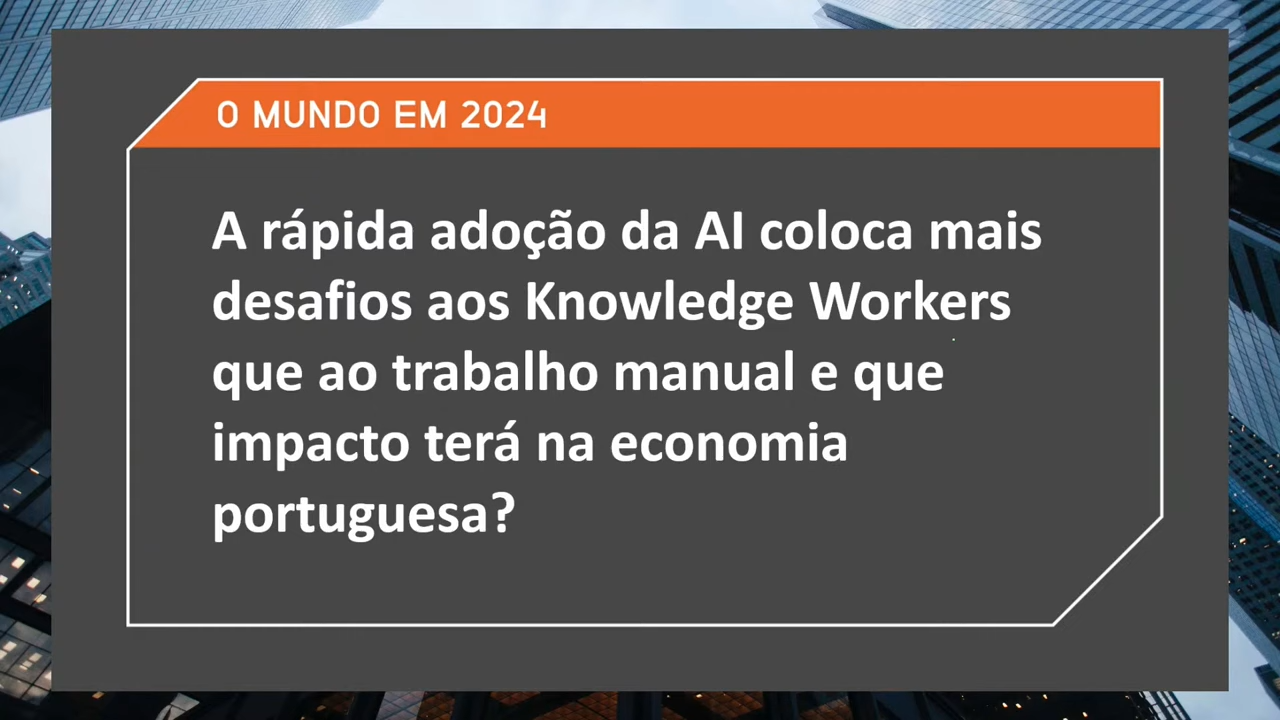 O MUNDO EM 2024
A rápida adoção da AI coloca mais
desafios aos Knowledge Workers
que ao trabalho manual e que
impacto terá na economia
portuguesa?